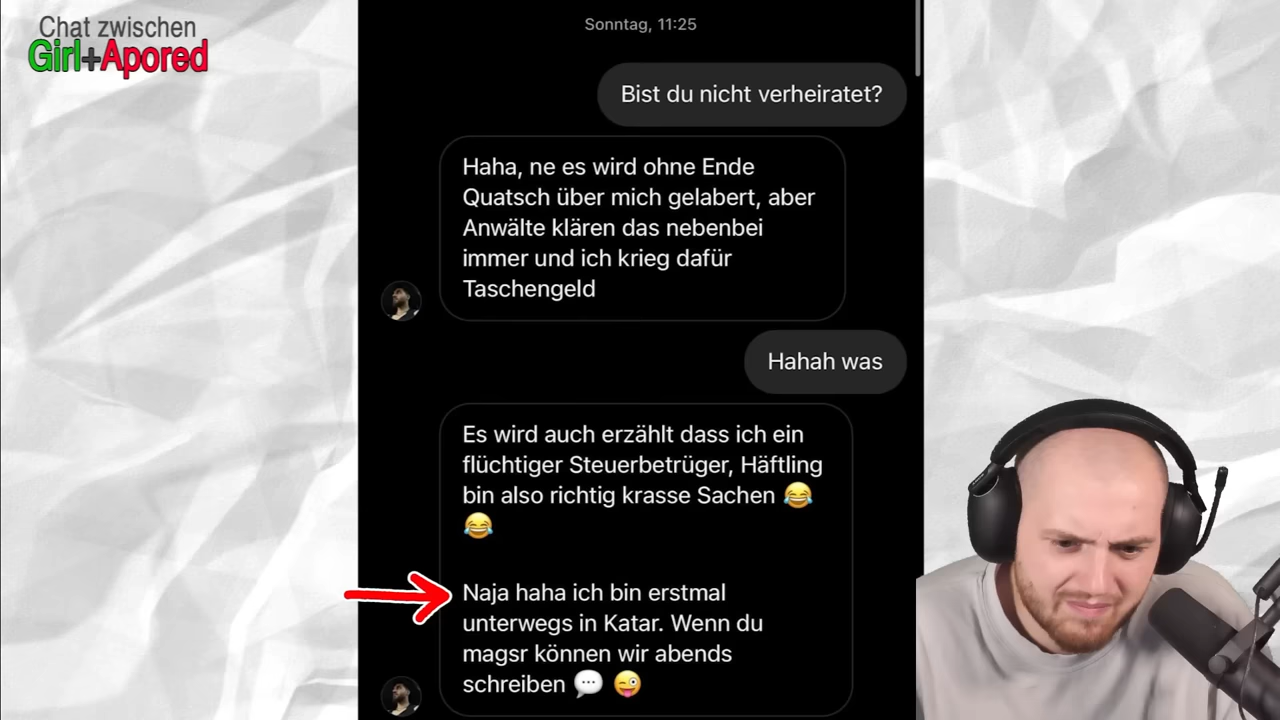 Chat zwischen
Girl+Apored
Sonntag, 11:25
Bist du nicht verheiratet?
Haha, ne es wird ohne Ende
Quatsch über mich gelabert, aber
Anwälte klären das nebenbei
immer und ich krieg dafür
Taschengeld
Hahah was
Es wird auch erzählt dass ich ein
flüchtiger Steuerbetrüger, Häftling
bin also richtig krasse Sachen 😂
😂
Naja haha ich bin erstmal
unterwegs in Katar. Wenn du
magsr können wir abends
schreiben 💬 😜